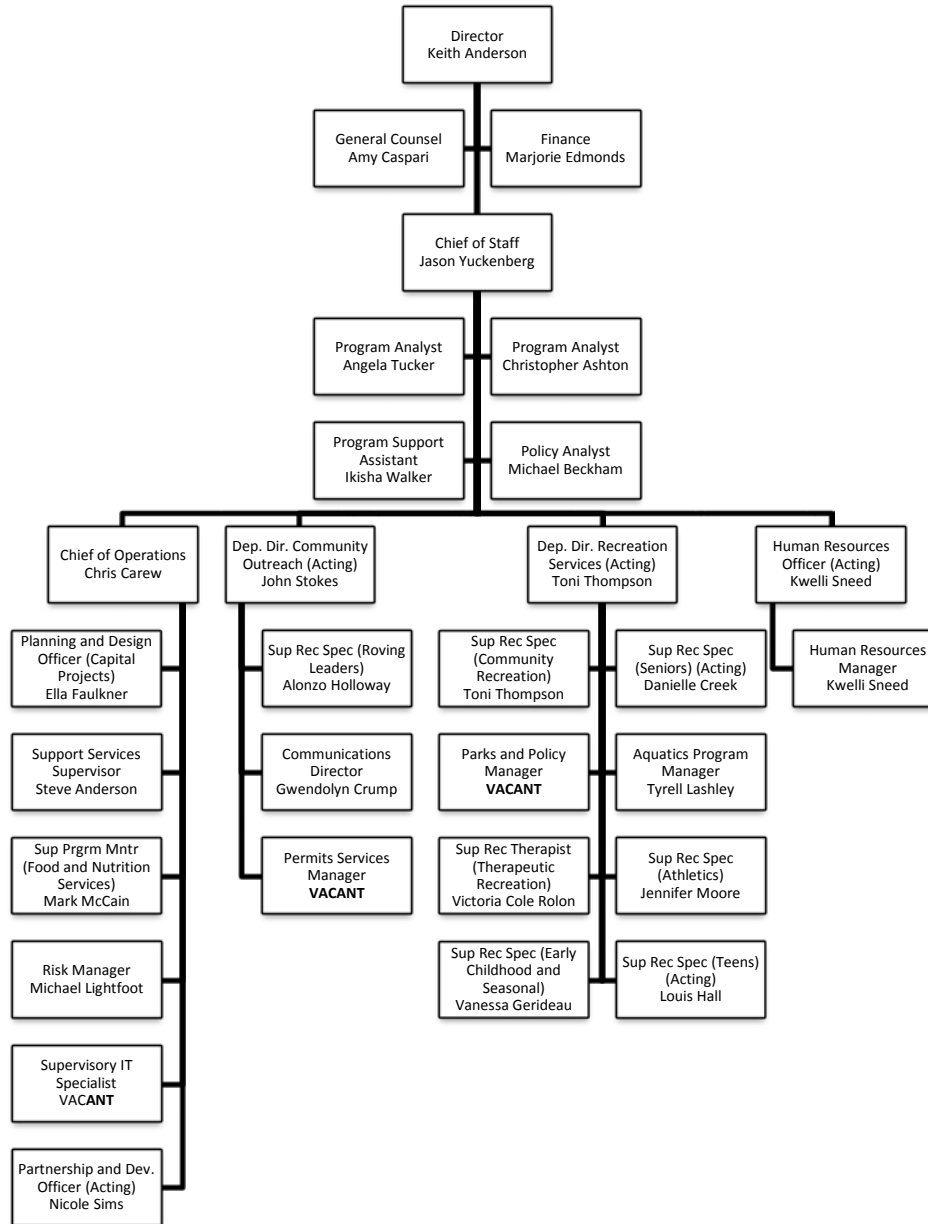 Director
Keith Anderson
General Counsel
Amy Caspari
Finance
Marjorie Edmonds
Chief of Staff
Jason Yuckenberg
Program Analyst
Angela Tucker
Program Analyst
Christopher Ashton
Program Support
Assistant
Ikisha Walker
Policy Analyst
Michael Beckham
Chief of Operations
Chris Carew
Dep. Dir. Community
Outreach (Acting)
John Stokes
Dep. Dir. Recreation
Services (Acting)
Toni Thompson
Human Resources
Officer (Acting)
Kwelli Sneed
Planning and Design
Officer (Capital
Projects)
Ella Faulkner
Sup Rec Spec (Roving
Leaders)
Alonzo Holloway
Sup Rec Spec
(Community
Recreation)
Toni Thompson
Sup Rec Spec
(Seniors) (Acting)
Danielle Creek
Human Resources
Manager
Kwelli Sneed
Support Services
Supervisor
Steve Anderson
Communications
Director
Gwendolyn Crump
Parks and Policy
Manager
VACANT
Aquatics Program
Manager
Tyrell Lashley
Sup Prgrm Mntr
(Food and Nutrition
Services)
Mark McCain
Permits Services
Manager
VACANT
Sup Rec Therapist
(Therapeutic
Recreation)
Victoria Cole Rolon
Sup Rec Spec
(Athletics)
Jennifer Moore
Risk Manager
Michael Lightfoot
Sup Rec Spec (Early
Childhood and
Seasonal)
Vanessa Gerideau
Sup Rec Spec (Teens)
(Acting)
Louis Hall
Supervisory IT
Specialist
VACANT
Partnership and Dev.
Officer (Acting)
Nicole Sims